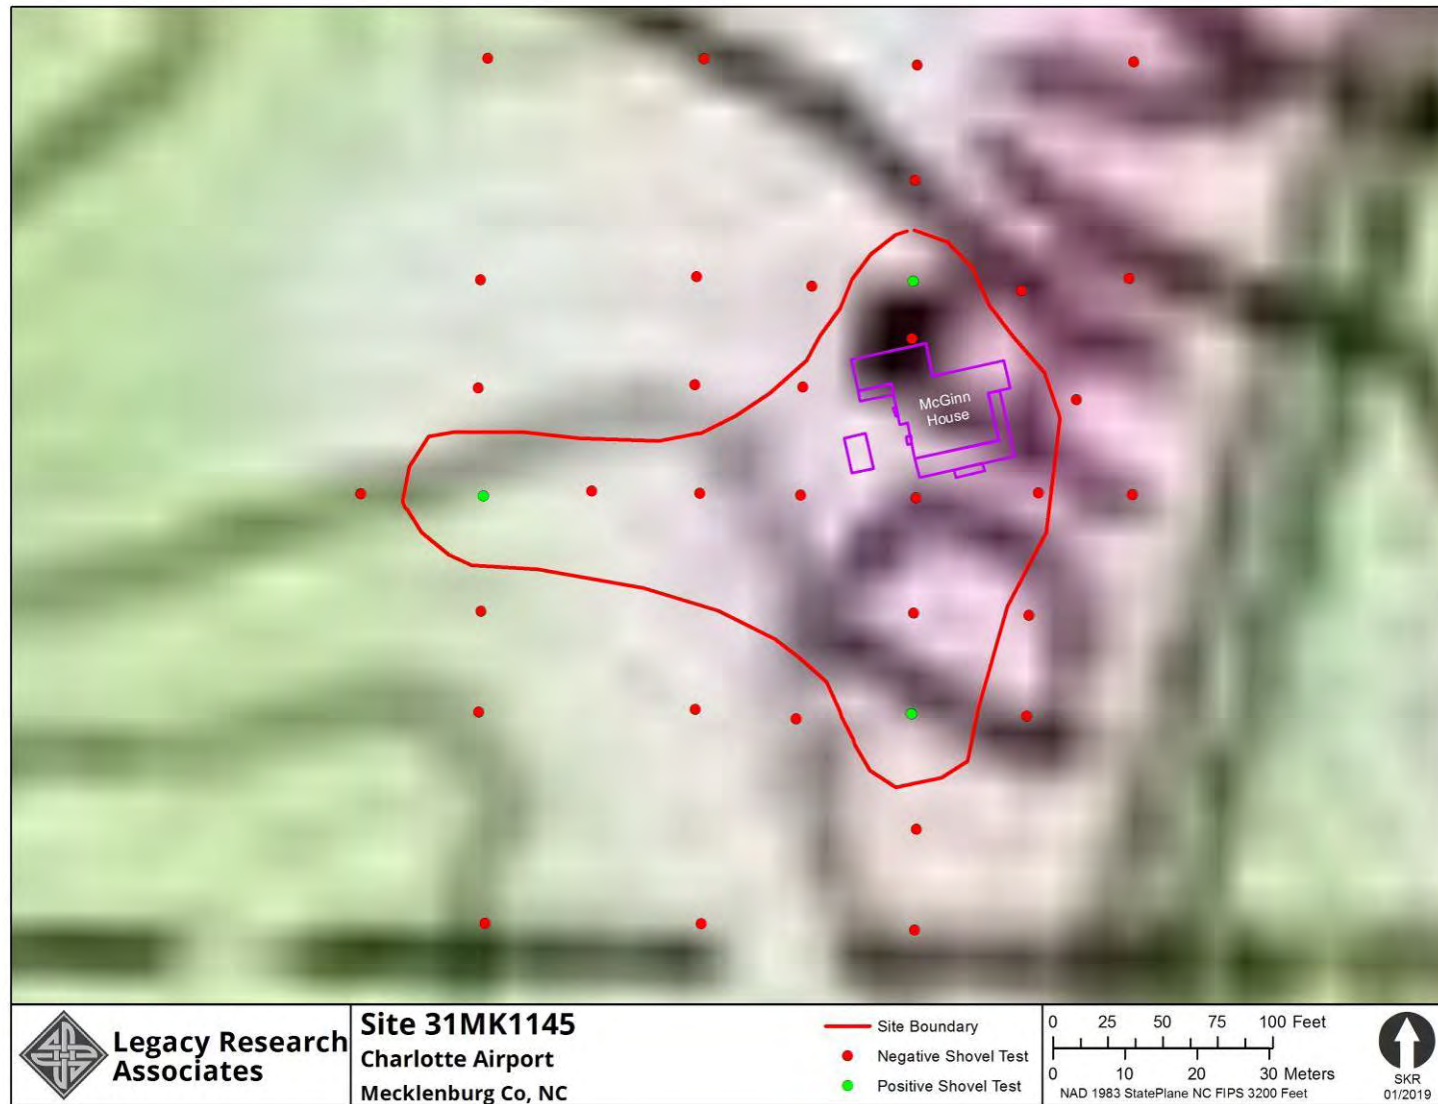 McGinn
House
Legacy Research
Associates
Site 31MK1145
Charlotte Airport
Mecklenburg Co, NC
Site Boundary
Negative Shovel Test
Positive Shovel Test
0 25 50 75 100 Feet
0 10 20 30 Meters
NAD 1983 StatePlane NC FIPS 3200 Feet
SKR
01/2019